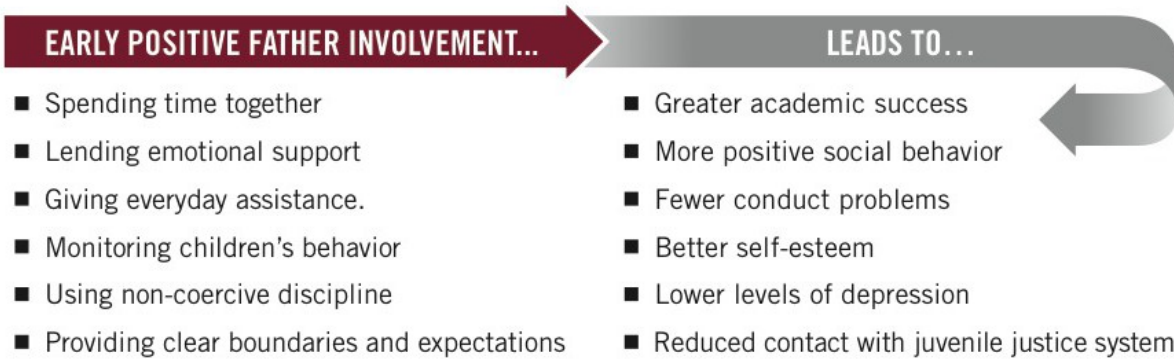 EARLY POSITIVE FATHER INVOLVEMENT...
■ Spending time together
■ Lending emotional support
■ Giving everyday assistance.
■ Monitoring children's behavior
■ Using non-coercive discipline
■ Providing clear boundaries and expectations
LEADS TO...
■ Greater academic success
■ More positive social behavior
■ Fewer conduct problems
■ Better self-esteem
■ Lower levels of depression
■ Reduced contact with juvenile justice system